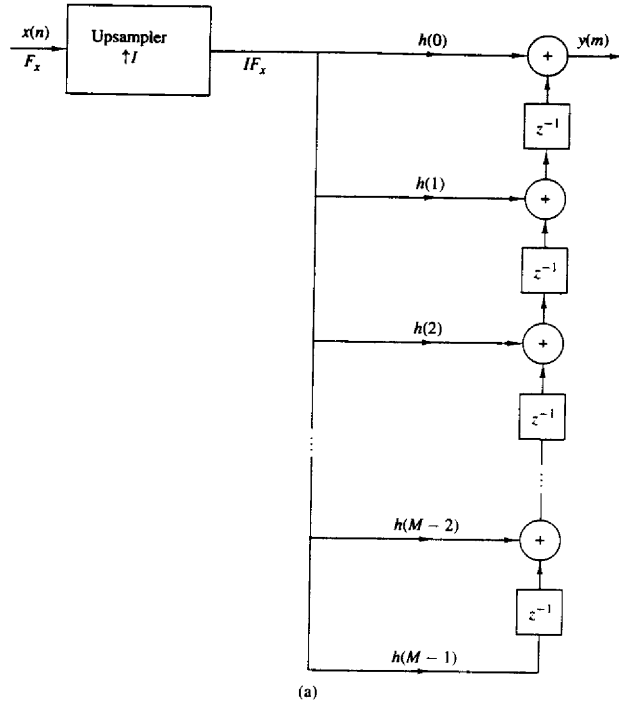 x(n)
F_x
Upsampler
↑I
IF_x
h(0)
+
y(m)
z^{-1}
h(1)
+
z^{-1}
h(2)
+
z^{-1}
⋮
⋮
h(M − 2)
+
z^{-1}
h(M − 1)
(a)